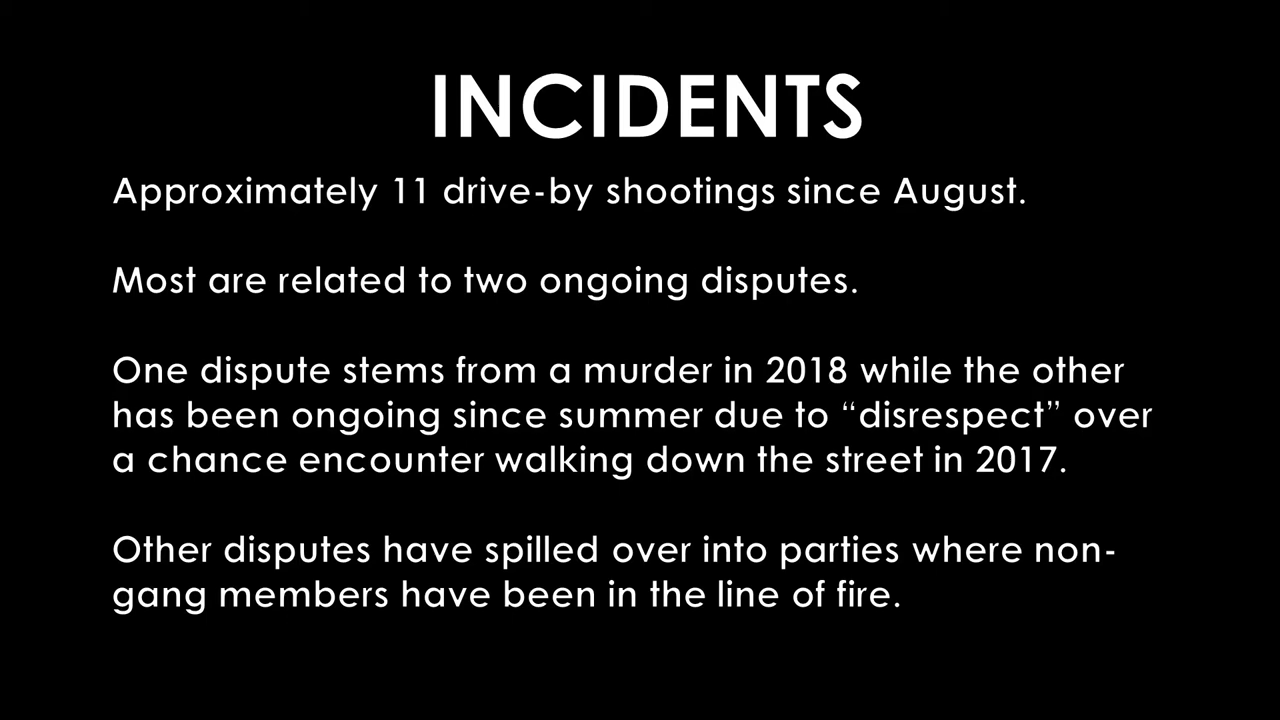 INCIDENTS
Approximately 11 drive-by shootings since August.
Most are related to two ongoing disputes.
One dispute stems from a murder in 2018 while the other
has been ongoing since summer due to “disrespect” over
a chance encounter walking down the street in 2017.
Other disputes have spilled over into parties where non-
gang members have been in the line of fire.